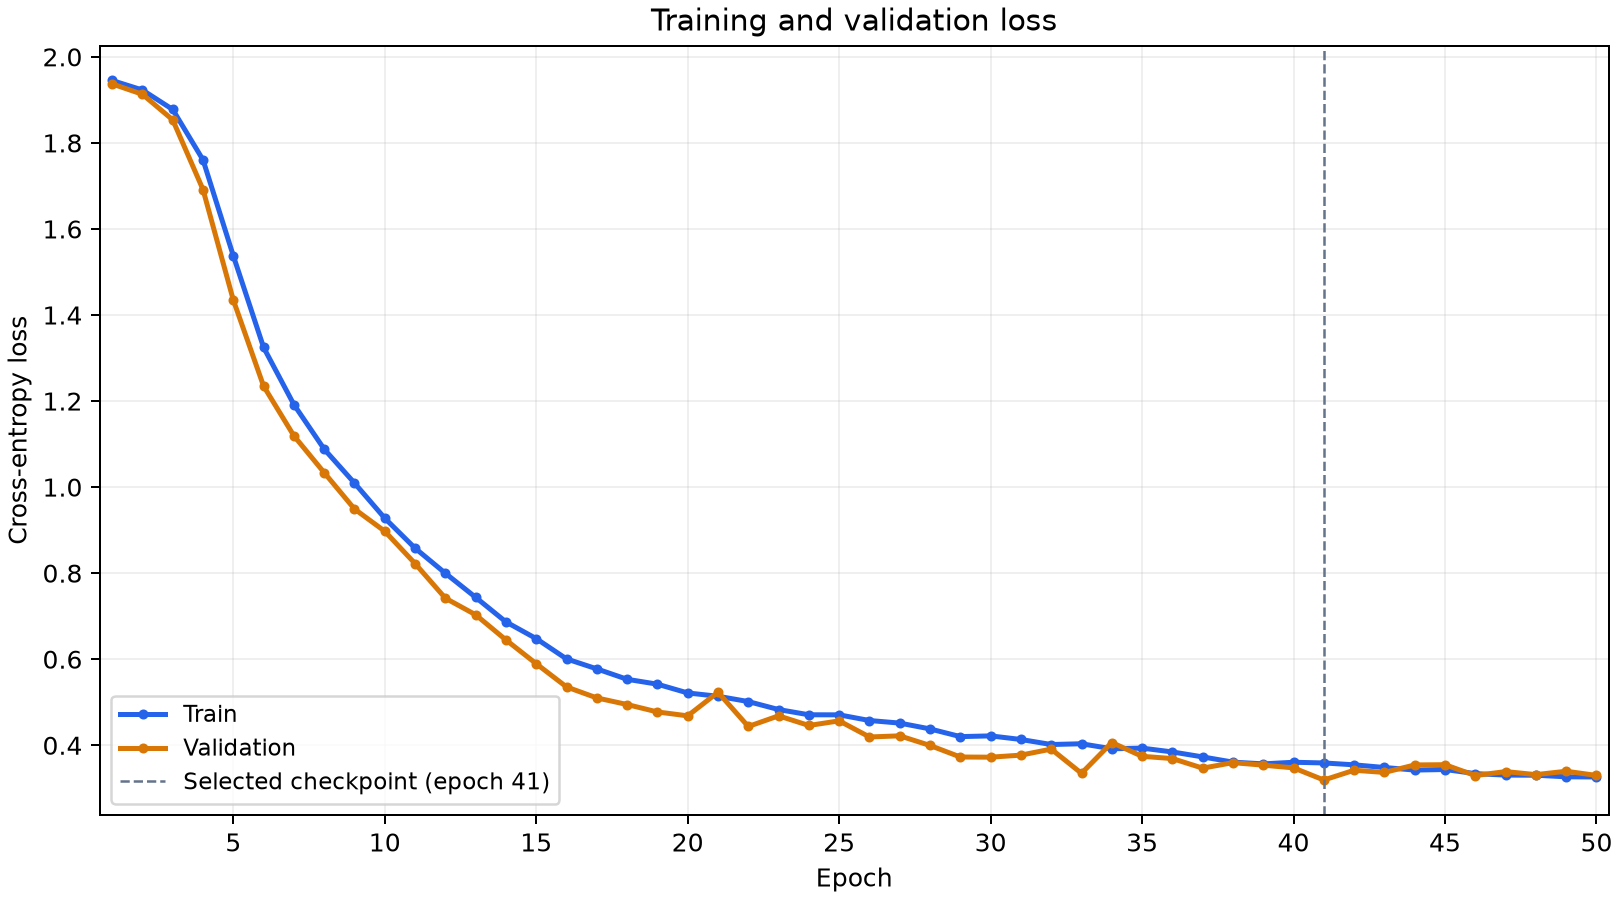 Training and validation loss
Cross-entropy loss
2.0
1.8
1.6
1.4
1.2
1.0
0.8
0.6
0.4
Train
Validation
Selected checkpoint (epoch 41)
5 10 15 20 25 30 35 40 45 50
Epoch